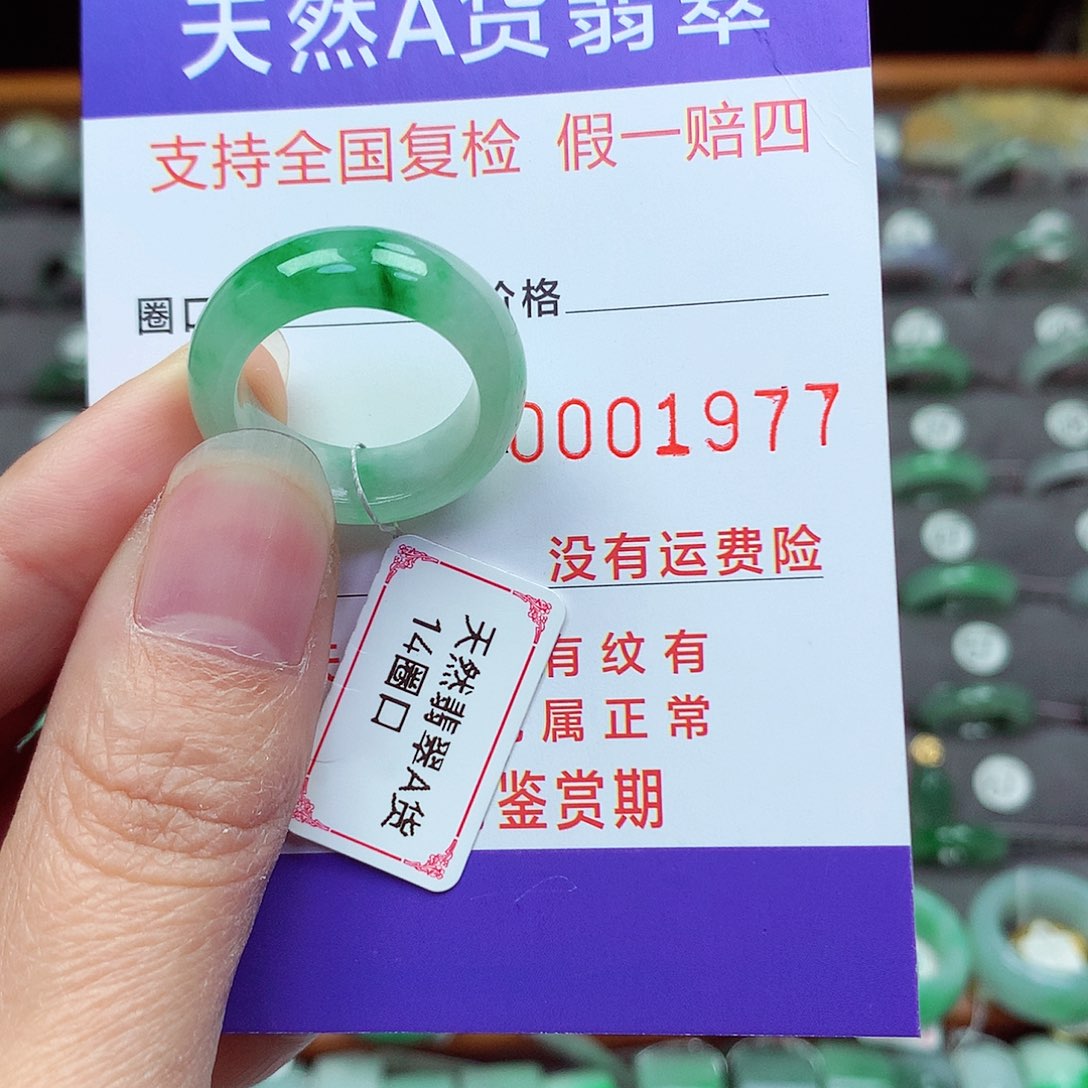 天然A货翡翠
支持全国复检 假一赔四
圈口 价格
0001977
没有运费险
有纹有
属正常
鉴赏期
天然翡翠A货
14圈口